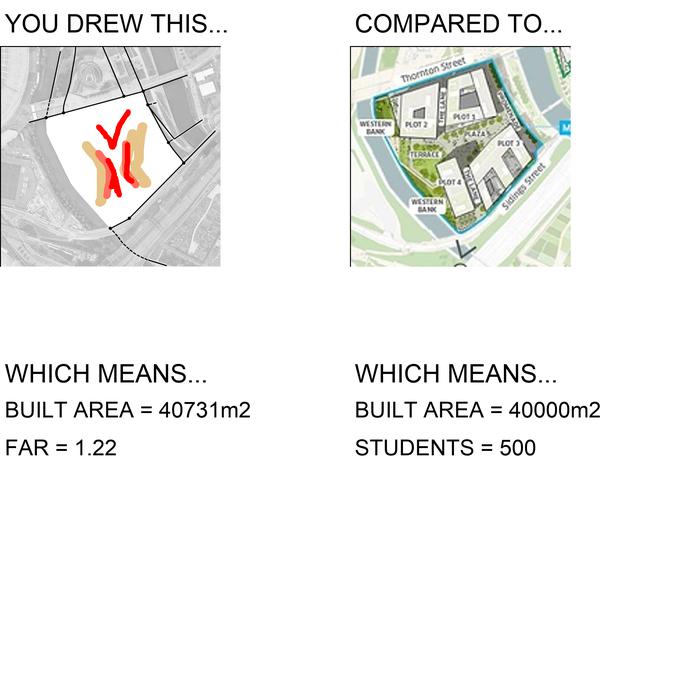 YOU DREW THIS...
COMPARED TO...
Thornton Street
WESTERN
BANK
PLOT 2
THE LANE
PLOT 1
PROMENADE
PLAZA
TERRACE
PLOT 3
M
PLOT 4
THE LANE
WESTERN
BANK
Sidings Street
WHICH MEANS...
BUILT AREA = 40731m2
FAR = 1.22
WHICH MEANS...
BUILT AREA = 40000m2
STUDENTS = 500